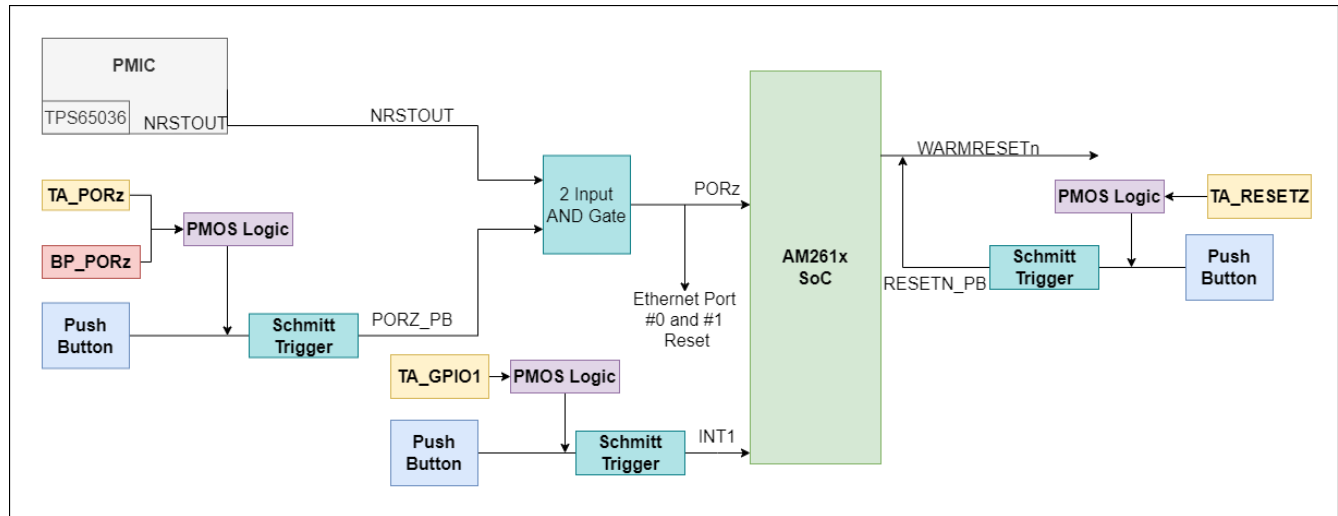 PMIC
TPS65036
NRSTOUT
NRSTOUT
TA_PORz
BP_PORz
PMOS Logic
Push
Button
Schmitt
Trigger
PORZ_PB
2 Input
AND Gate
PORz
Ethernet Port
#0 and #1
Reset
TA_GPIO1
PMOS Logic
Push
Button
Schmitt
Trigger
INT1
AM261x
SoC
WARMRESETn
PMOS Logic
TA_RESETZ
RESETN_PB
Schmitt
Trigger
Push
Button